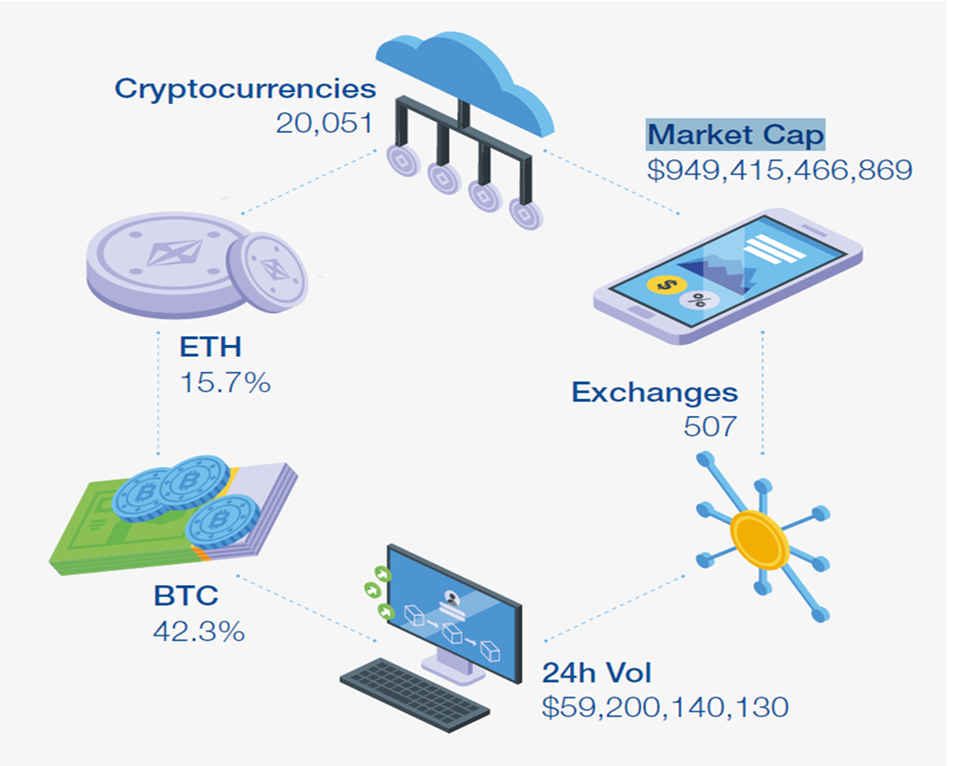 Cryptocurrencies
20,051
Market Cap
$949,415,466,869
ETH
15.7%
$
%
Exchanges
507
BTC
42.3%
24h Vol
$59,200,140,130